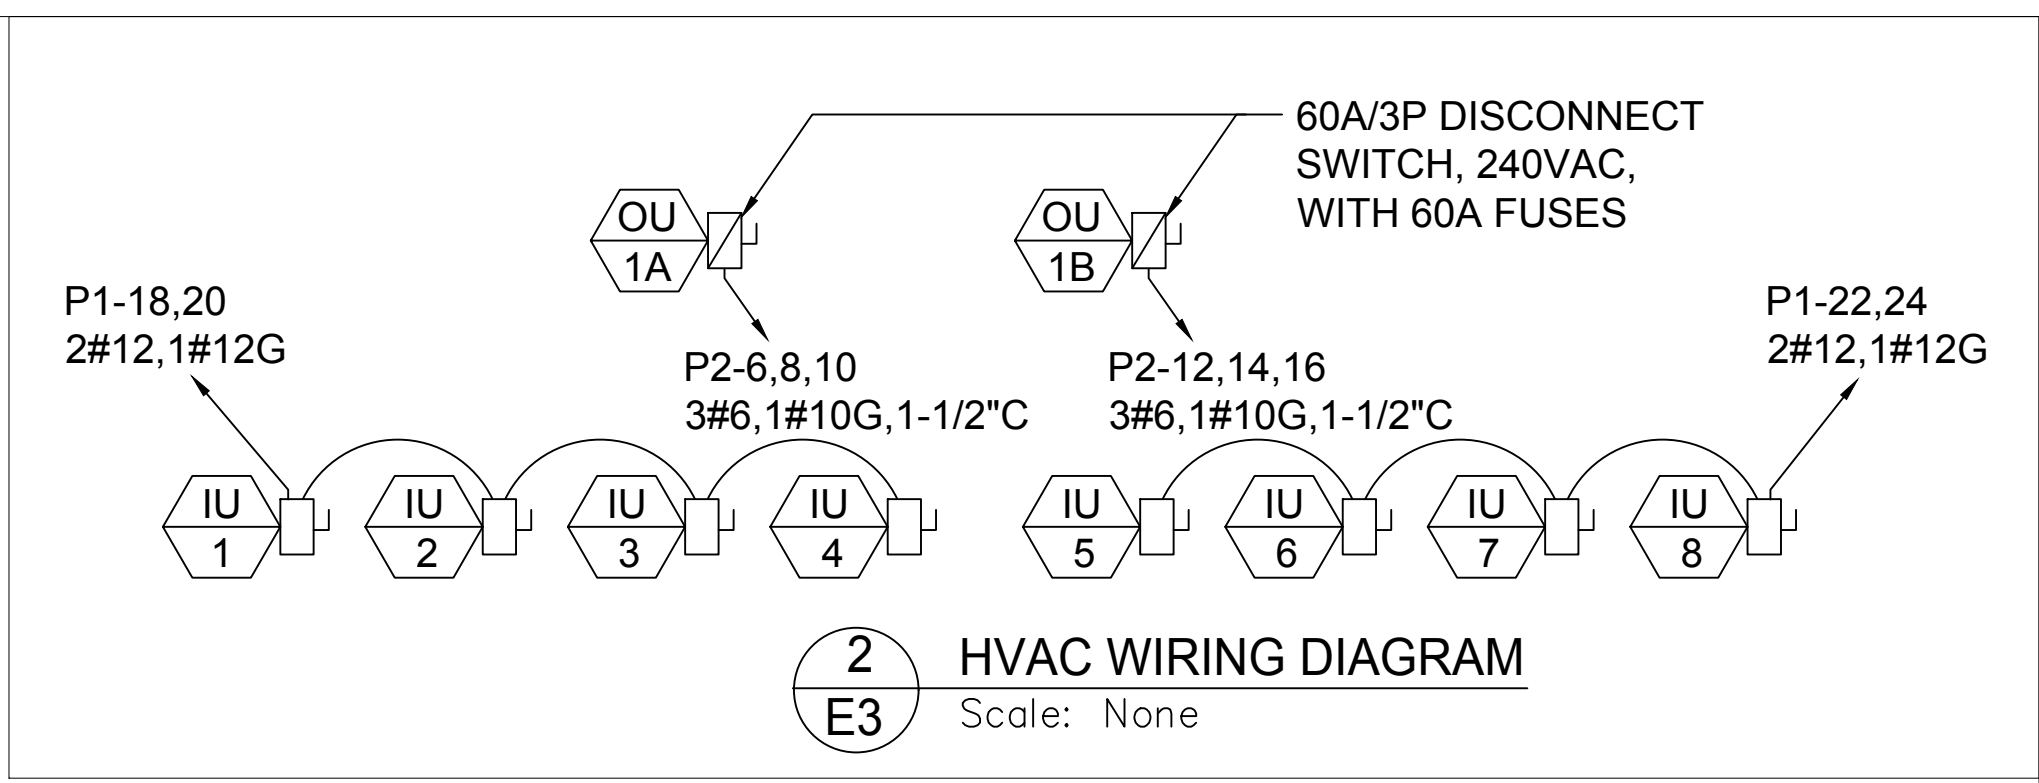 60A/3P DISCONNECT
SWITCH, 240VAC,
WITH 60A FUSES
OU
1A
OU
1B
P1-18,20
2#12,1#12G
P2-6,8,10
3#6,1#10G,1-1/2"C
P2-12,14,16
3#6,1#10G,1-1/2"C
P1-22,24
2#12,1#12G
IU
1
IU
2
IU
3
IU
4
IU
5
IU
6
IU
7
IU
8
2
E3
HVAC WIRING DIAGRAM
Scale: None